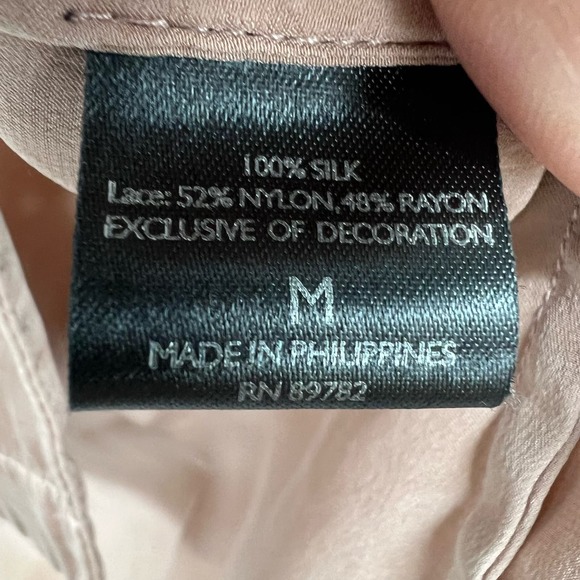 100% SILK
Lace: 52% NYLON, 48% RAYON
EXCLUSIVE OF DECORATION
M
MADE IN PHILIPPINES
RN 89782